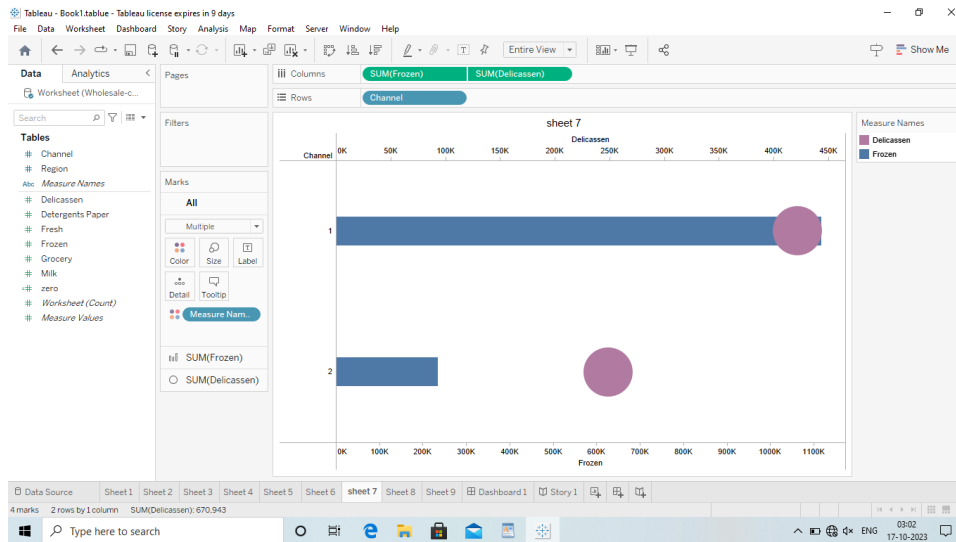 Tableau - Book1.tablue - Tableau license expires in 9 days
File Data Worksheet Dashboard Story Analysis Map Format Server Window Help
Entire View
Show Me
Data Analytics
Worksheet (Wholesale-c...
Search
Tables
# Channel
# Region
Abc Measure Names
# Delicassen
# Detergents Paper
# Fresh
# Frozen
# Grocery
# Milk
=# zero
# Worksheet (Count)
# Measure Values
Pages
Filters
Marks
All
Multiple
Color Size Label
Detail Tooltip
Measure Nam..
SUM(Frozen)
SUM(Delicassen)
Columns SUM(Frozen) SUM(Delicassen)
Rows Channel
sheet 7
Delicassen
Channel 0K 50K 100K 150K 200K 250K 300K 350K 400K 450K
1
2
0K 100K 200K 300K 400K 500K 600K 700K 800K 900K 1000K 1100K
Frozen
Measure Names
Delicassen
Frozen
Data Source Sheet 1 Sheet 2 Sheet 3 Sheet 4 Sheet 5 Sheet 6 sheet 7 Sheet 8 Sheet 9 Dashboard 1 Story 1
4 marks 2 rows by 1 column SUM(Delicassen): 670,943
Type here to search
ENG
03:02
17-10-2023